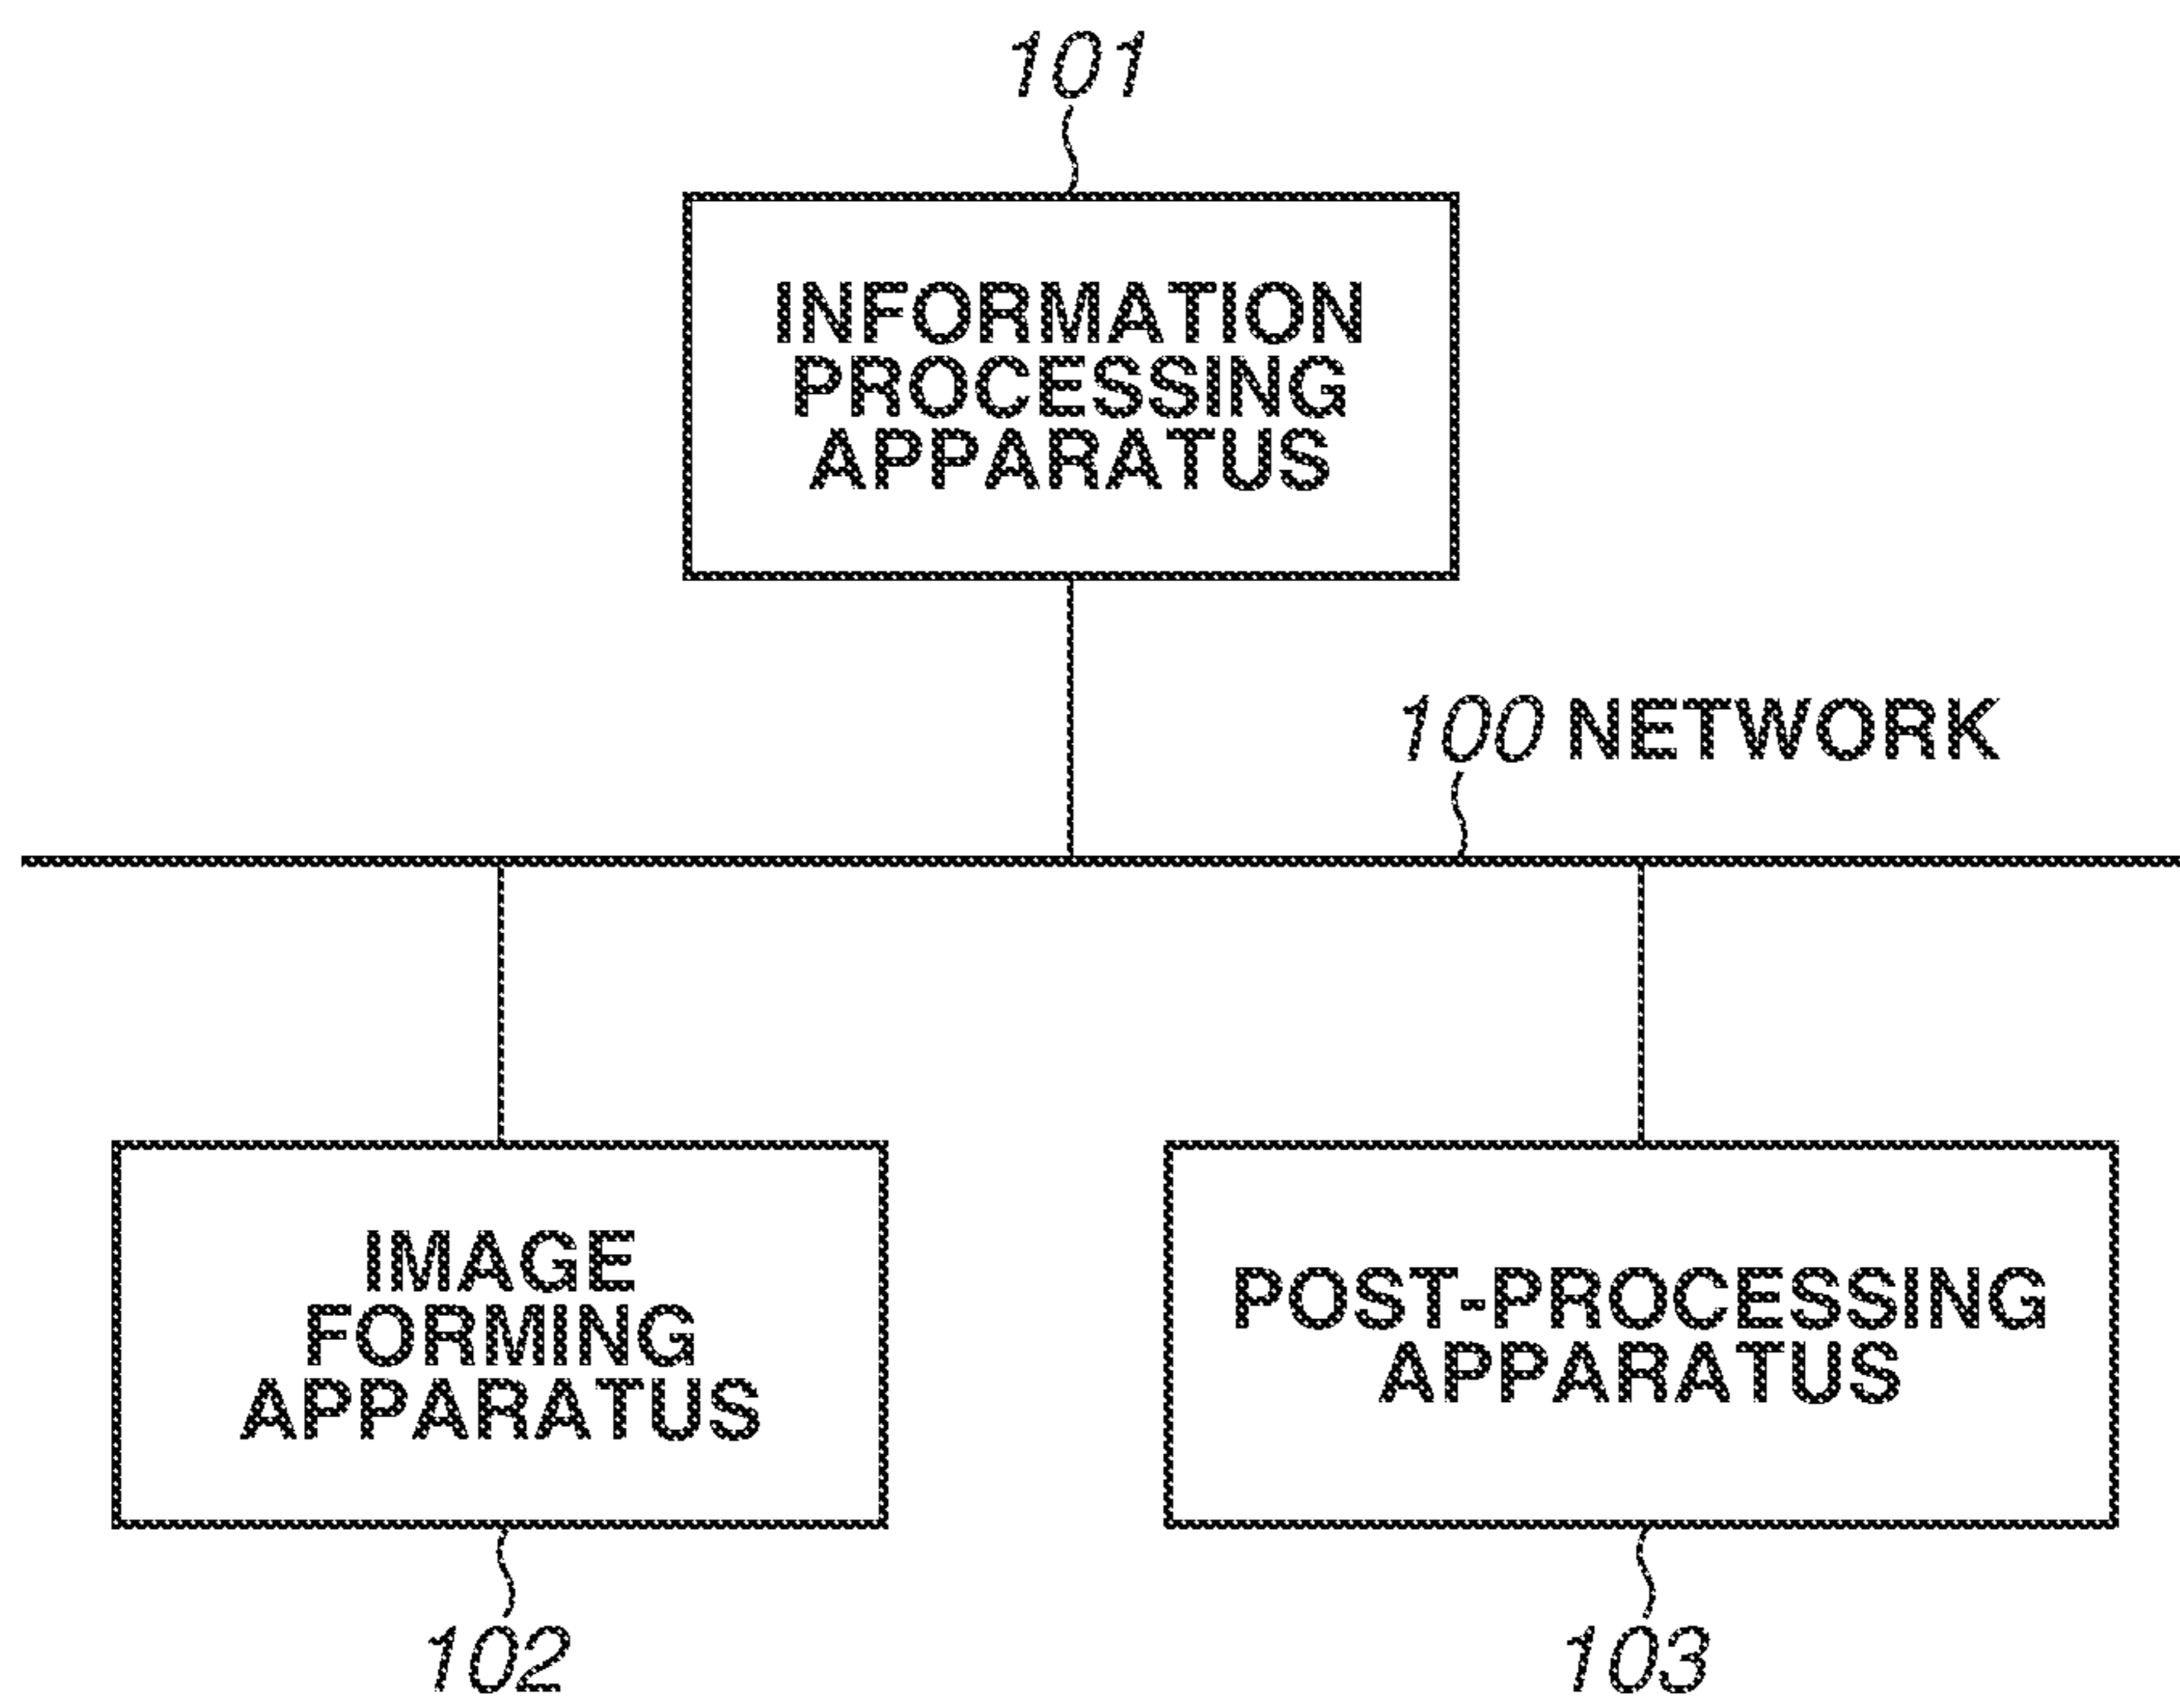 101
INFORMATION
PROCESSING
APPARATUS
100 NETWORK
IMAGE
FORMING
APPARATUS
POST-PROCESSING
APPARATUS
102
103